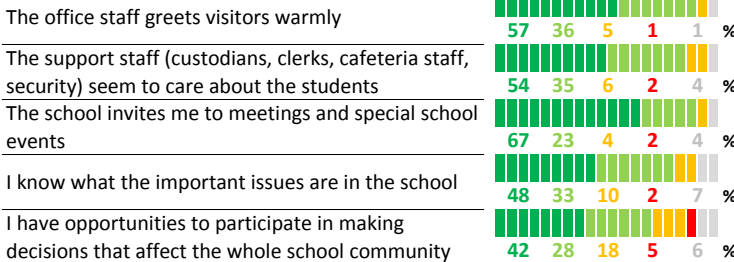 The office staff greets visitors warmly
57 36 5 1 1 %
The support staff (custodians, clerks, cafeteria staff,
security) seem to care about the students
54 35 6 2 4 %
The school invites me to meetings and special school
events
67 23 4 2 4 %
I know what the important issues are in the school
48 33 10 2 7 %
I have opportunities to participate in making
decisions that affect the whole school community
42 28 18 5 6 %